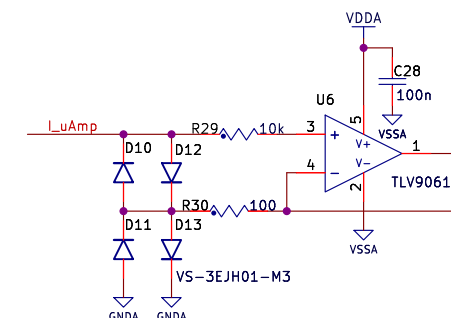 VDDA
C28
100n
VSSA
U6
5
I_uAmp
R29
10k
3
+
V+
1
D10
D12
4
-
V-
2
TLV9061
R30
100
D11
D13
VSSA
VS-3EJH01-M3
GNDA
GNDA